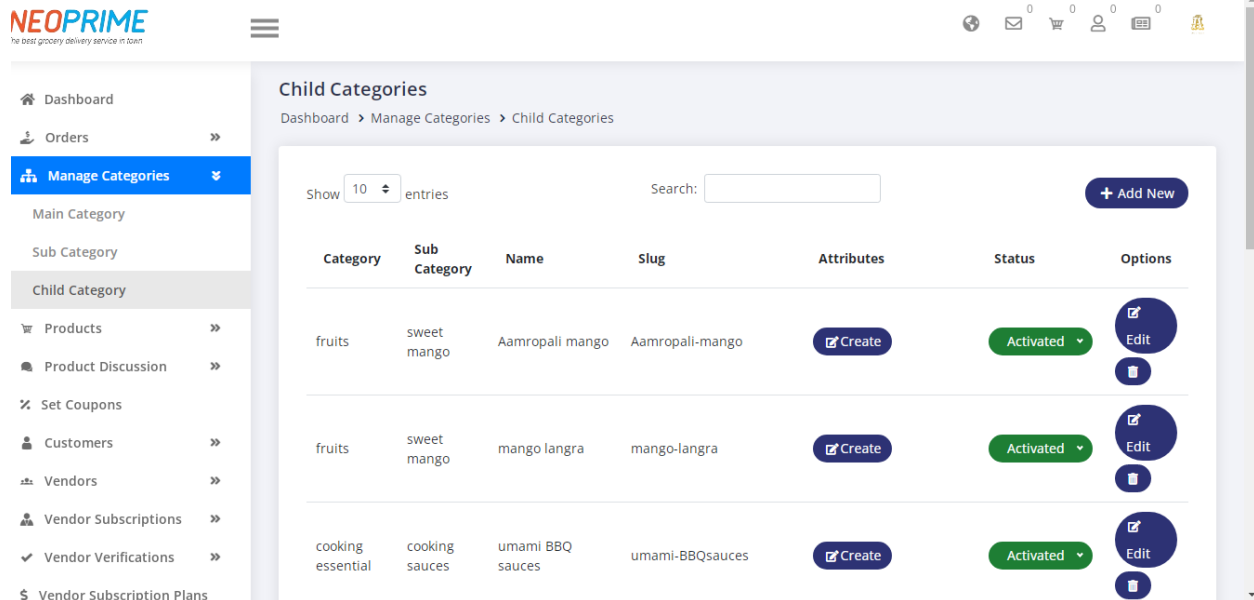 NEOPRIME
he best grocery delivery service in town
0 0 0 0
Dashboard
Orders
Manage Categories
Main Category
Sub Category
Child Category
Products
Product Discussion
Set Coupons
Customers
Vendors
Vendor Subscriptions
Vendor Verifications
Vendor Subscription Plans
Child Categories
Dashboard > Manage Categories > Child Categories
Show 10 entries
Search:
Add New
Category Sub Category Name Slug Attributes Status Options
fruits sweet mango Aamropali mango Aamropali-mango Create Activated Edit
fruits sweet mango mango langra mango-langra Create Activated Edit
cooking essential cooking sauces umami BBQ sauces umami-BBQsauces Create Activated Edit